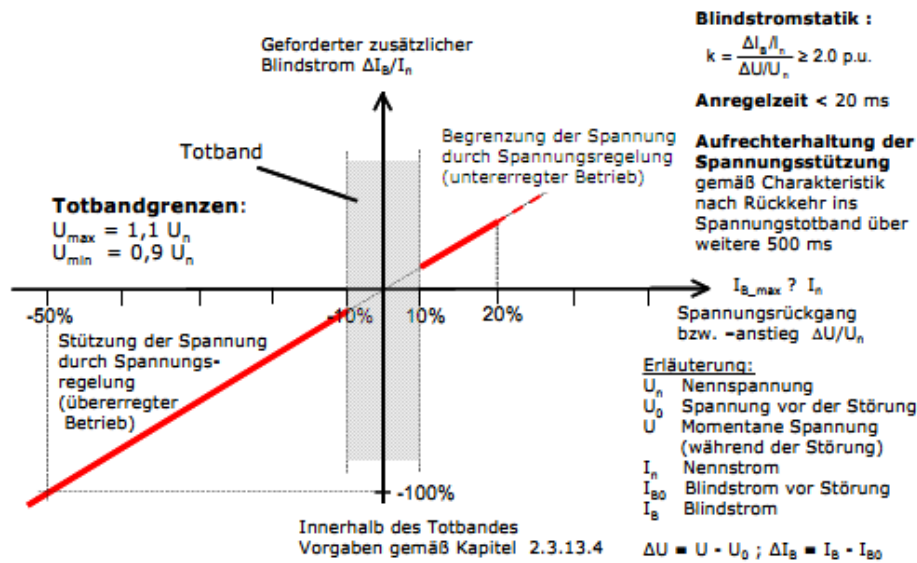 Geforderter zusätzlicher
Blindstrom ΔI_B/I_n
Totband
Totbandgrenzen:
U_max = 1,1 U_n
U_min = 0,9 U_n
Begrenzung der Spannung
durch Spannungsregelung
(untererregter Betrieb)
Blindstromstatik :
k = (ΔI_B/I_n)/(ΔU/U_n) ≥ 2.0 p.u.
Anregelzeit < 20 ms
Aufrechterhaltung der
Spannungsstützung
gemäß Charakteristik
nach Rückkehr ins
Spannungstotband über
weitere 500 ms
I_B_max ? I_n
-50%
-10%
10%
20%
Spannungsrückgang
bzw. –anstieg ΔU/U_n
Stützung der Spannung
durch Spannungs-
regelung
(übererregter
Betrieb)
-100%
Innerhalb des Totbandes
Vorgaben gemäß Kapitel 2.3.13.4
Erläuterung:
U_n Nennspannung
U_0 Spannung vor der Störung
U Momentane Spannung
(während der Störung)
I_n Nennstrom
I_B0 Blindstrom vor Störung
I_B Blindstrom
ΔU = U - U_0 ; ΔI_B = I_B - I_B0